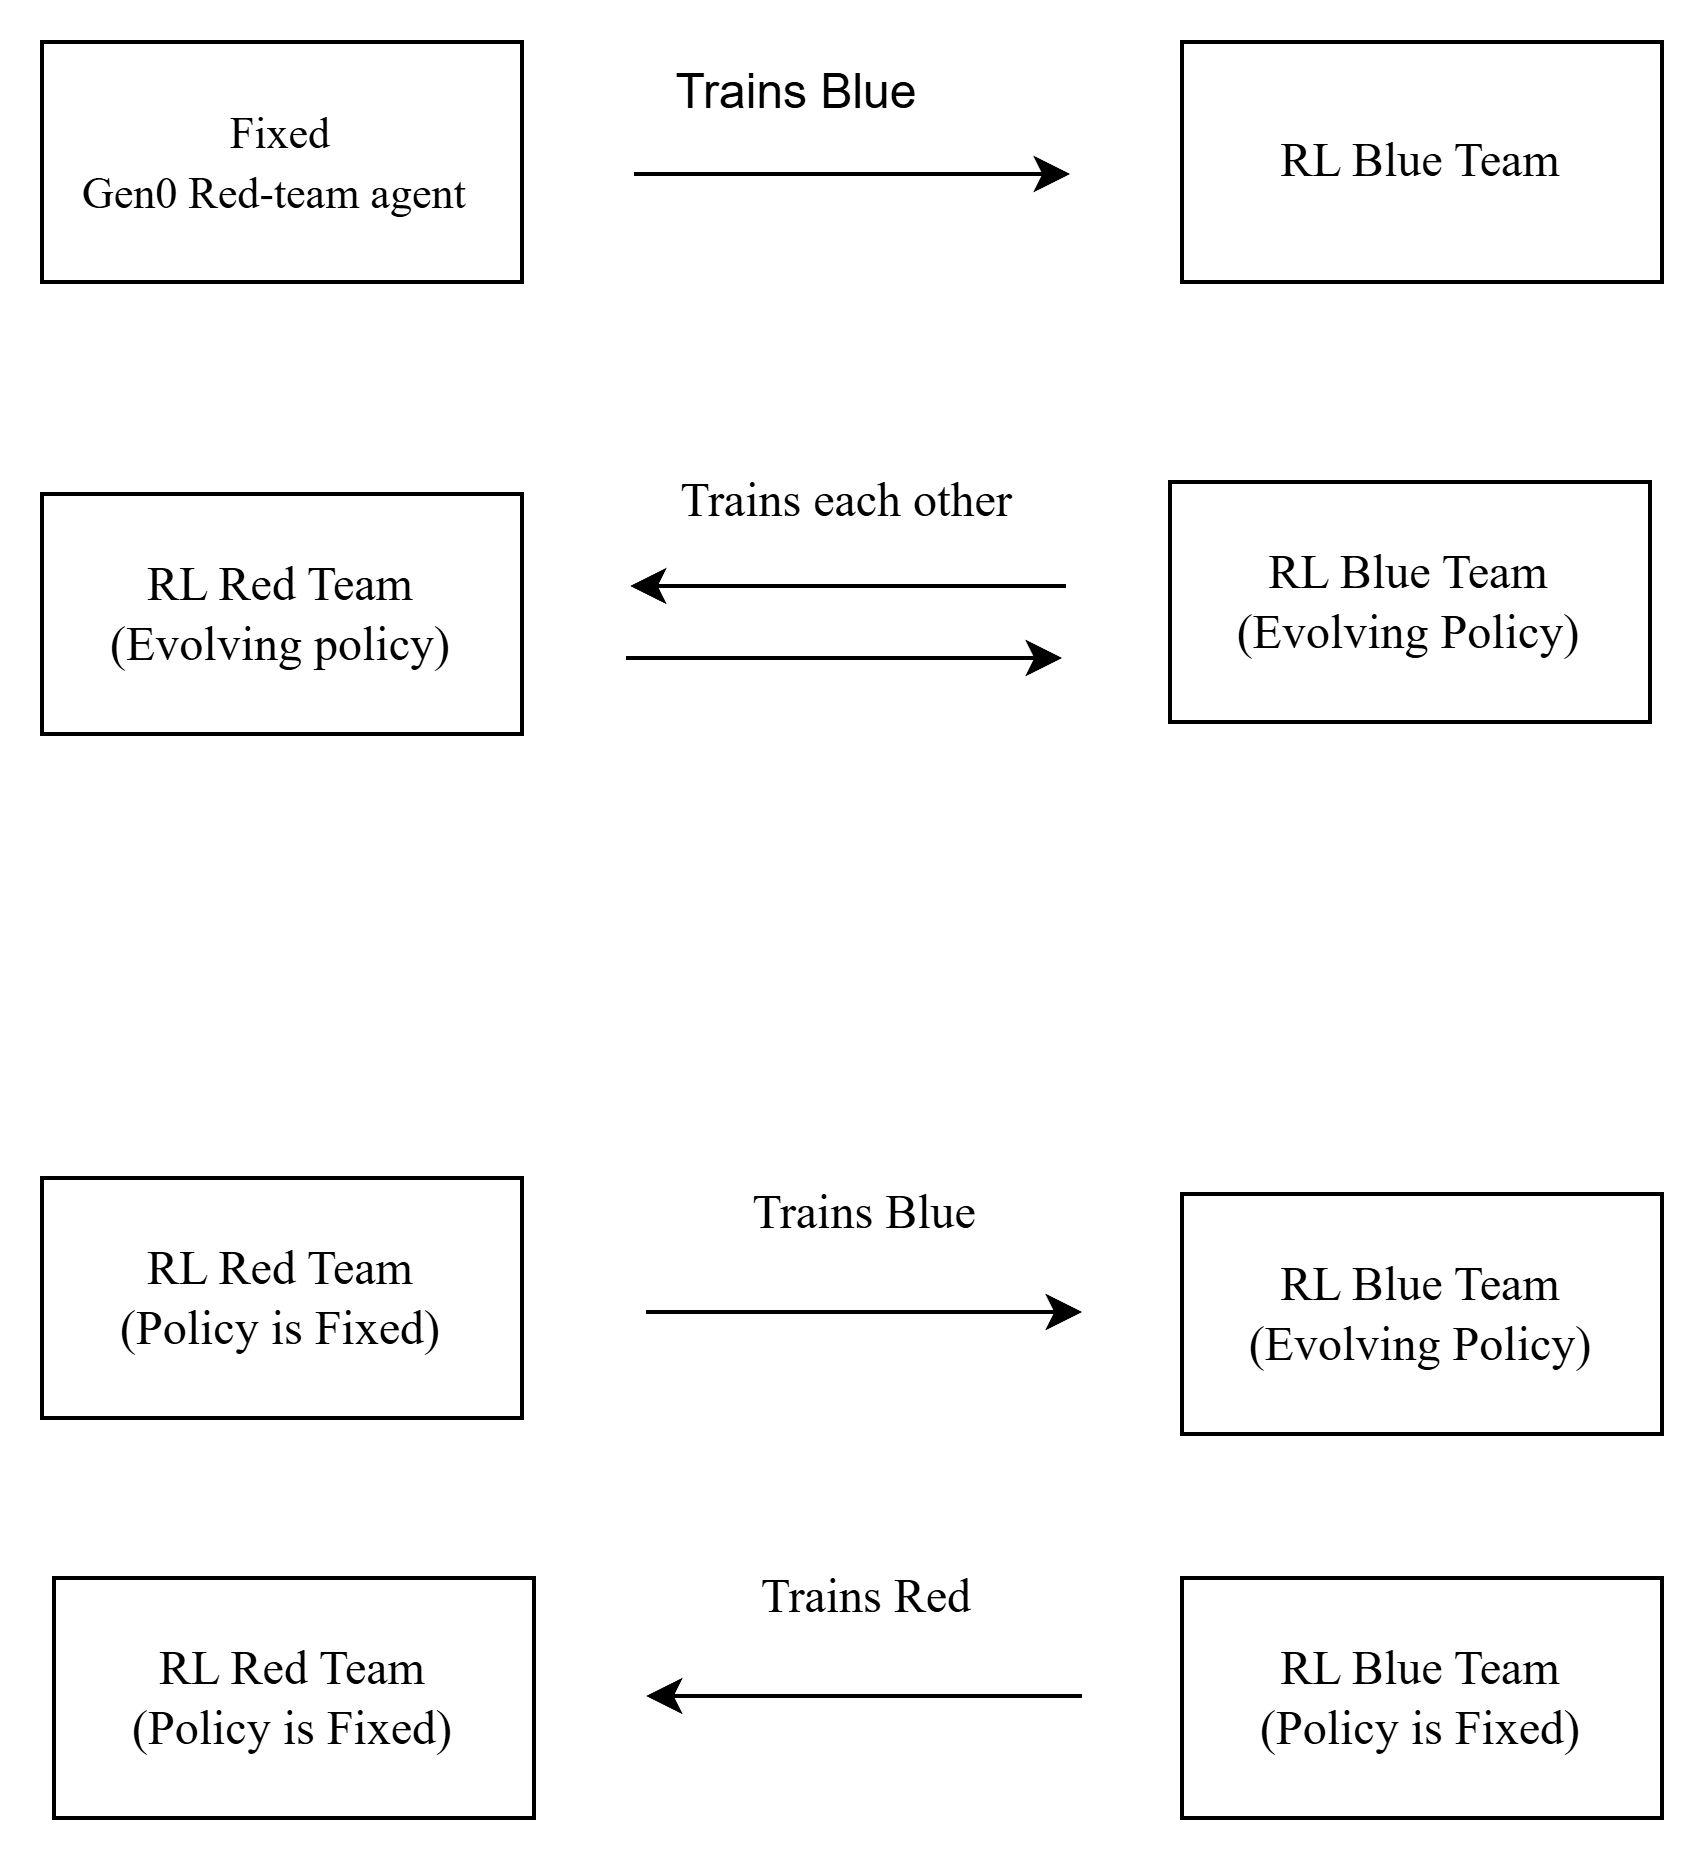 Fixed
Gen0 Red-team agent
Trains Blue
RL Blue Team
RL Red Team
(Evolving policy)
Trains each other
RL Blue Team
(Evolving Policy)
RL Red Team
(Policy is Fixed)
Trains Blue
RL Blue Team
(Evolving Policy)
RL Red Team
(Policy is Fixed)
Trains Red
RL Blue Team
(Policy is Fixed)